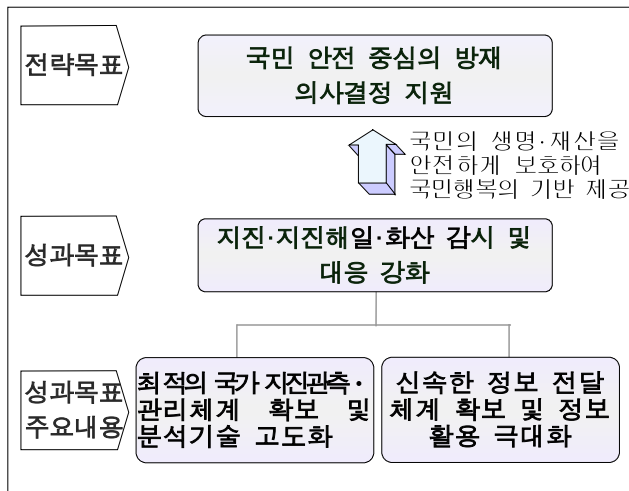 전략목표
국민 안전 중심의 방재
의사결정 지원
국민의 생명·재산을
안전하게 보호하여
국민행복의 기반 제공
성과목표
지진·지진해일·화산 감시 및
대응 강화
성과목표
주요내용
최적의 국가 지진관측·
관리체계 확보 및
분석기술 고도화
신속한 정보 전달
체계 확보 및 정보
활용 극대화